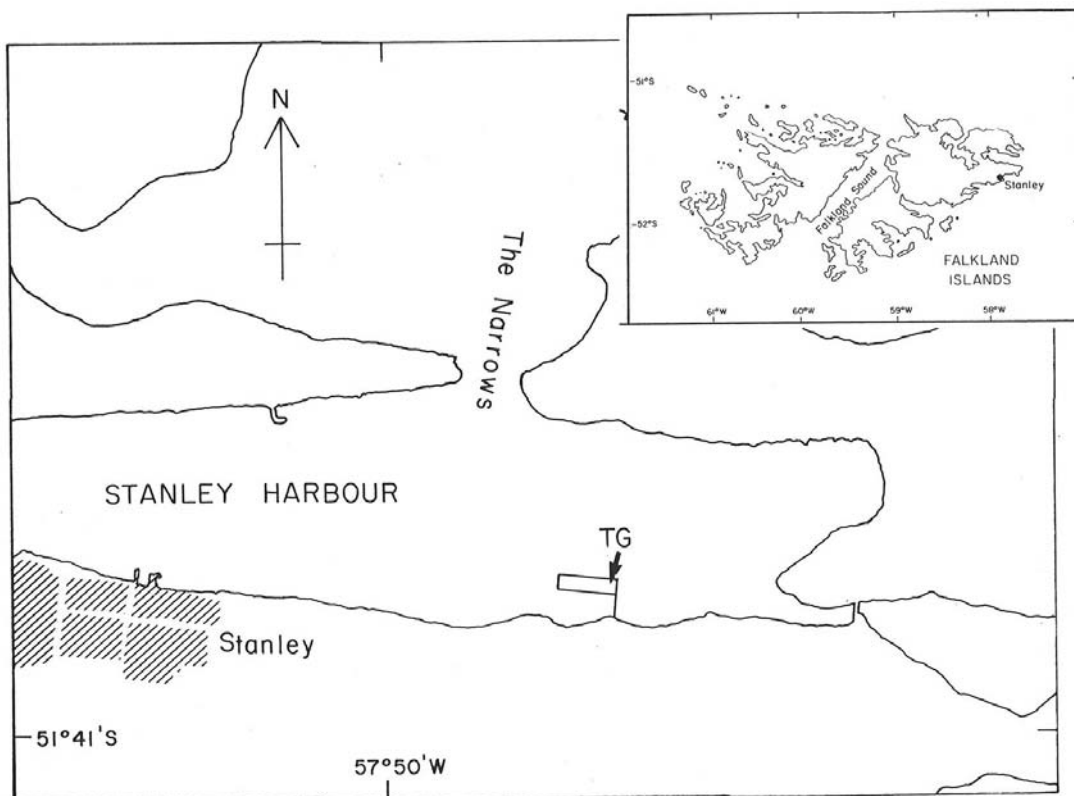 N
The Narrows
STANLEY HARBOUR
TG
Stanley
51°41'S
57°50'W
51°S
52°S
Falkland Sound
Stanley
FALKLAND
ISLANDS
61°W
60°W
59°W
58°W